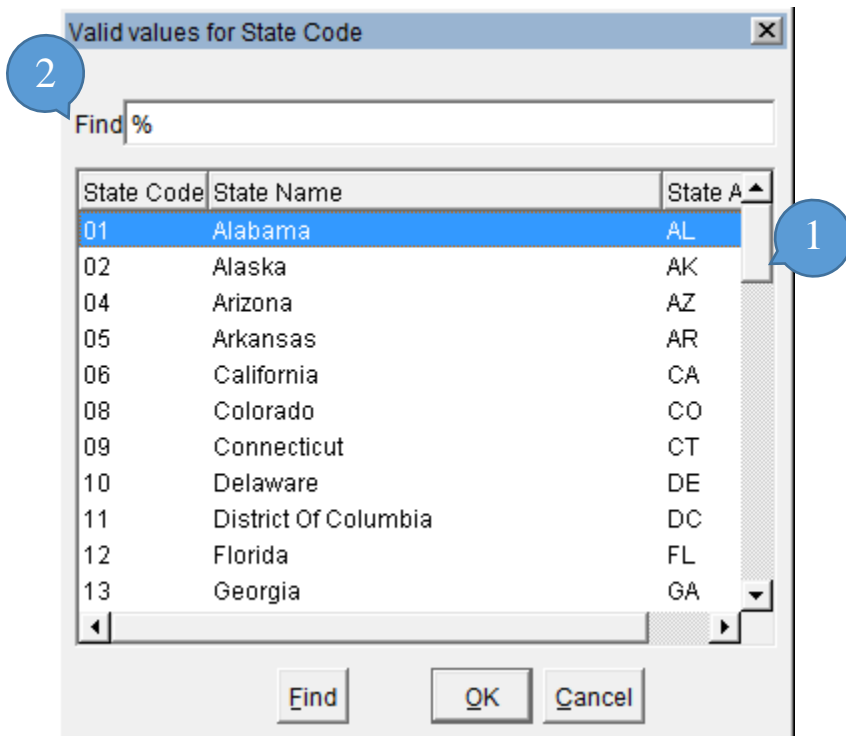 Valid values for State Code
2
Find %
State Code State Name State A
01 Alabama AL
1
02 Alaska AK
04 Arizona AZ
05 Arkansas AR
06 California CA
08 Colorado CO
09 Connecticut CT
10 Delaware DE
11 District Of Columbia DC
12 Florida FL
13 Georgia GA
Find OK Cancel